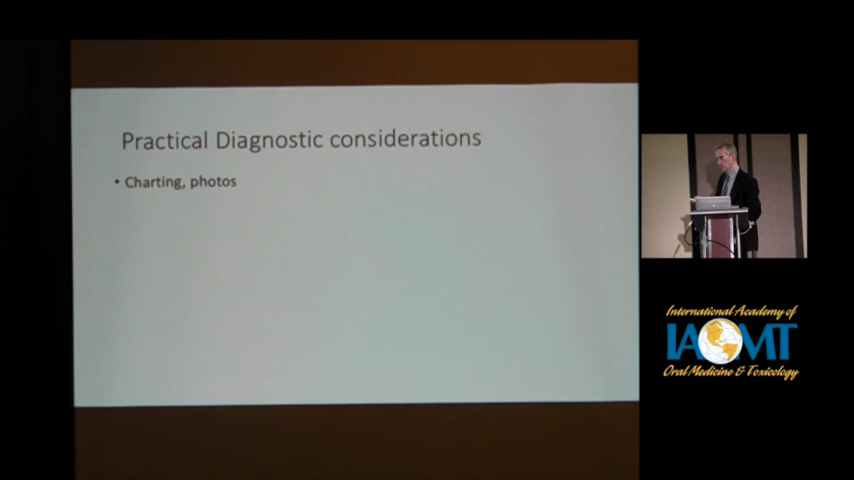 Practical Diagnostic considerations
• Charting, photos
International Academy of
IAOMT
Oral Medicine & Toxicology